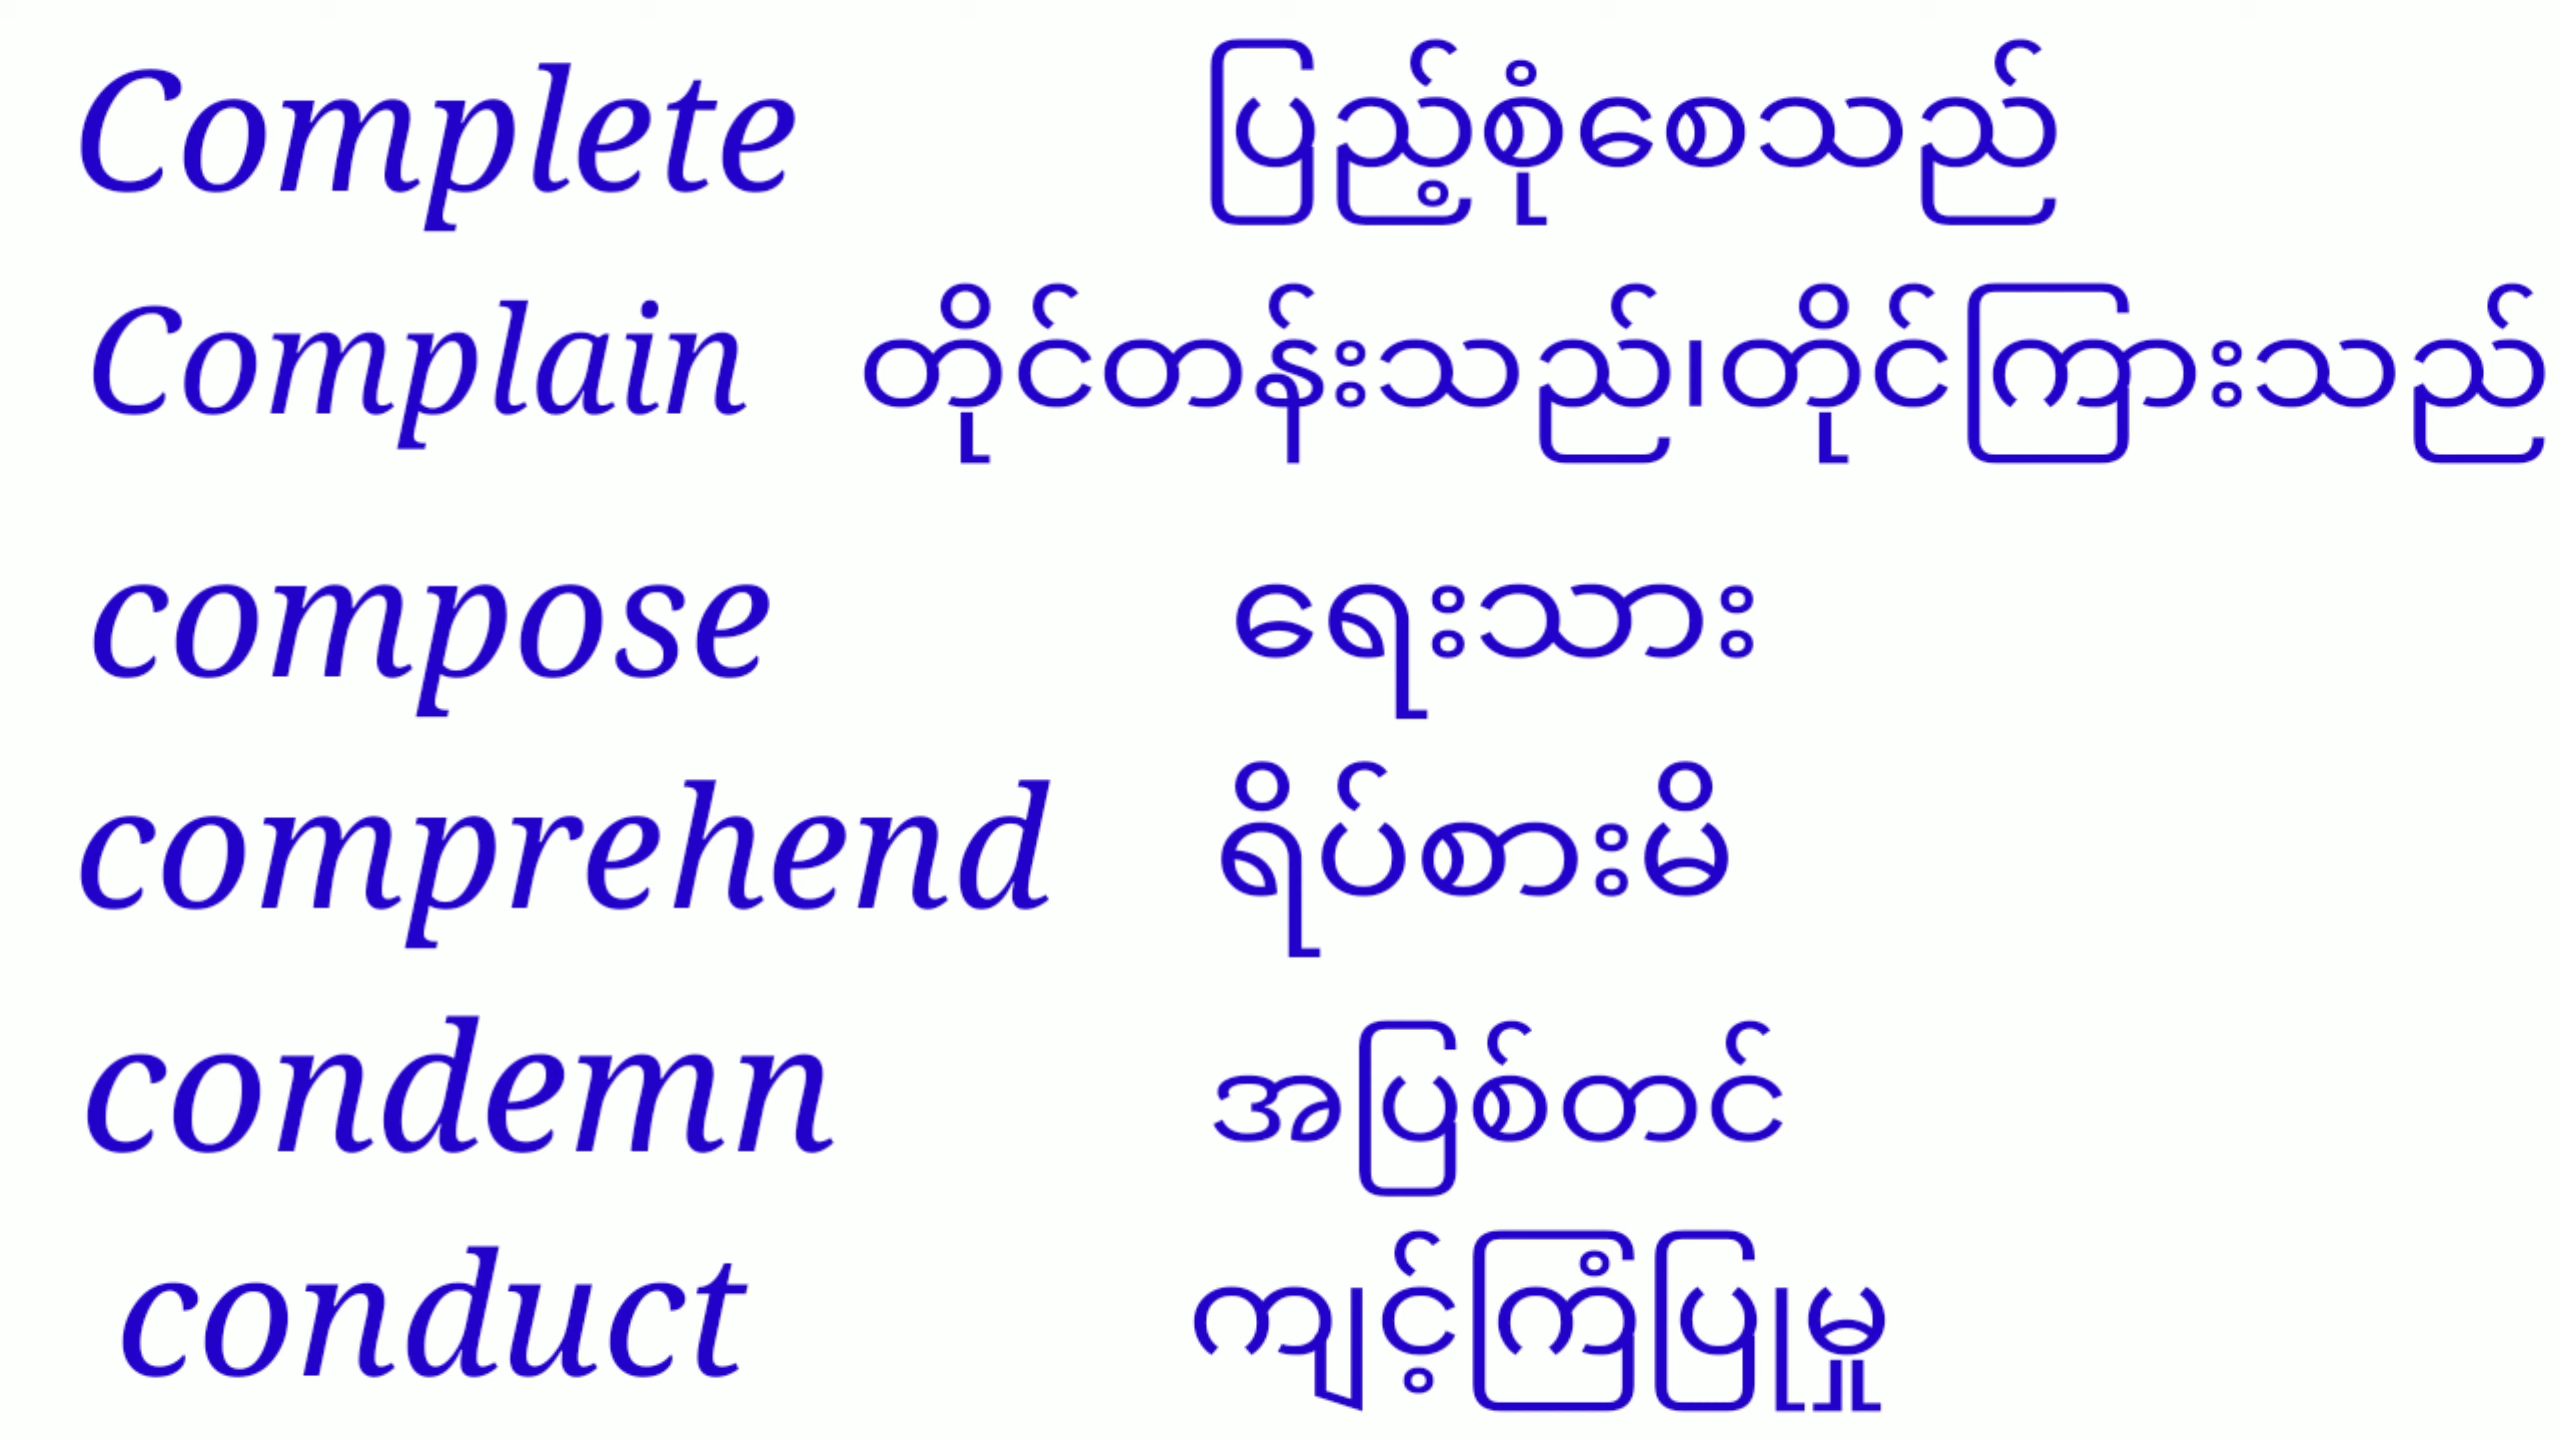 Complete ပြည့်စုံစေသည်
Complain တိုင်တန်းသည်၊တိုင်ကြားသည်
compose ရေးသား
comprehend ရိပ်စားမိ
condemn အပြစ်တင်
conduct ကျင့်ကြံပြုမှု